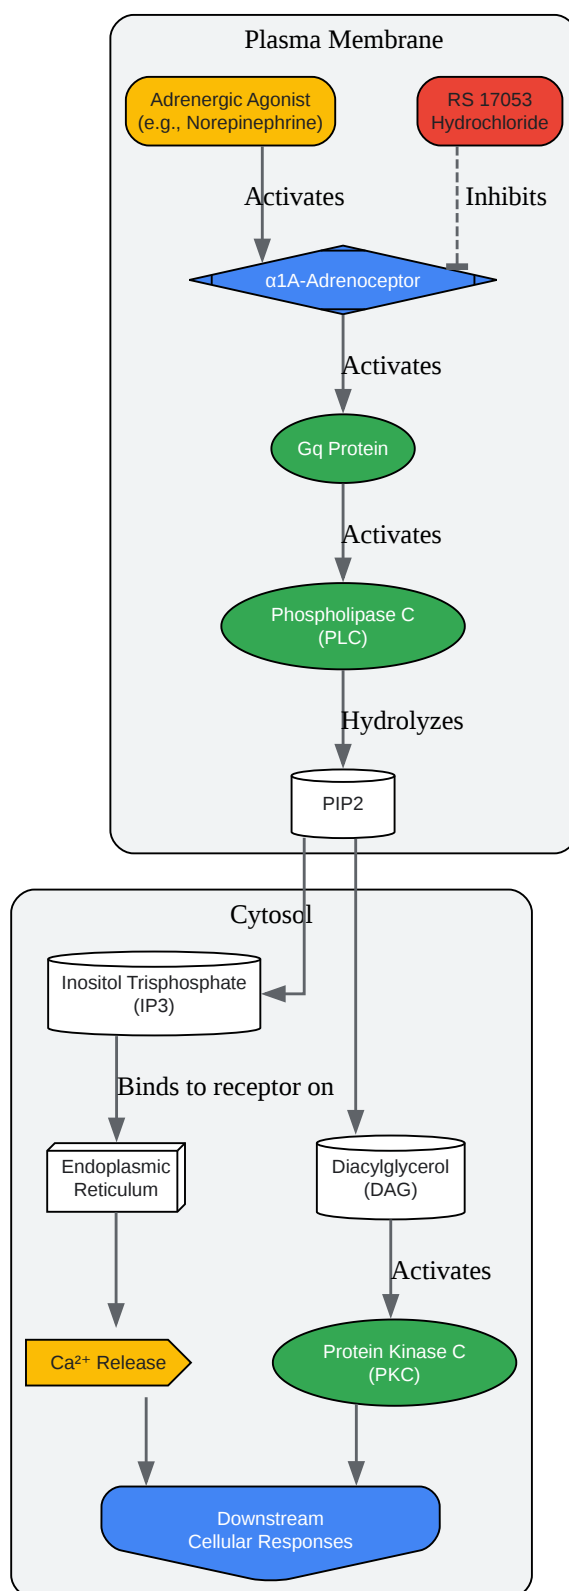 Plasma Membrane
Adrenergic Agonist
(e.g., Norepinephrine)
RS 17053
Hydrochloride
Activates
Inhibits
α1A-Adrenoceptor
Activates
Gq Protein
Activates
Phospholipase C
(PLC)
Hydrolyzes
PIP2
Cytosol
Inositol Trisphosphate
(IP3)
Binds to receptor on
Endoplasmic
Reticulum
Diacylglycerol
(DAG)
Activates
Ca²⁺ Release
Protein Kinase C
(PKC)
Downstream
Cellular Responses